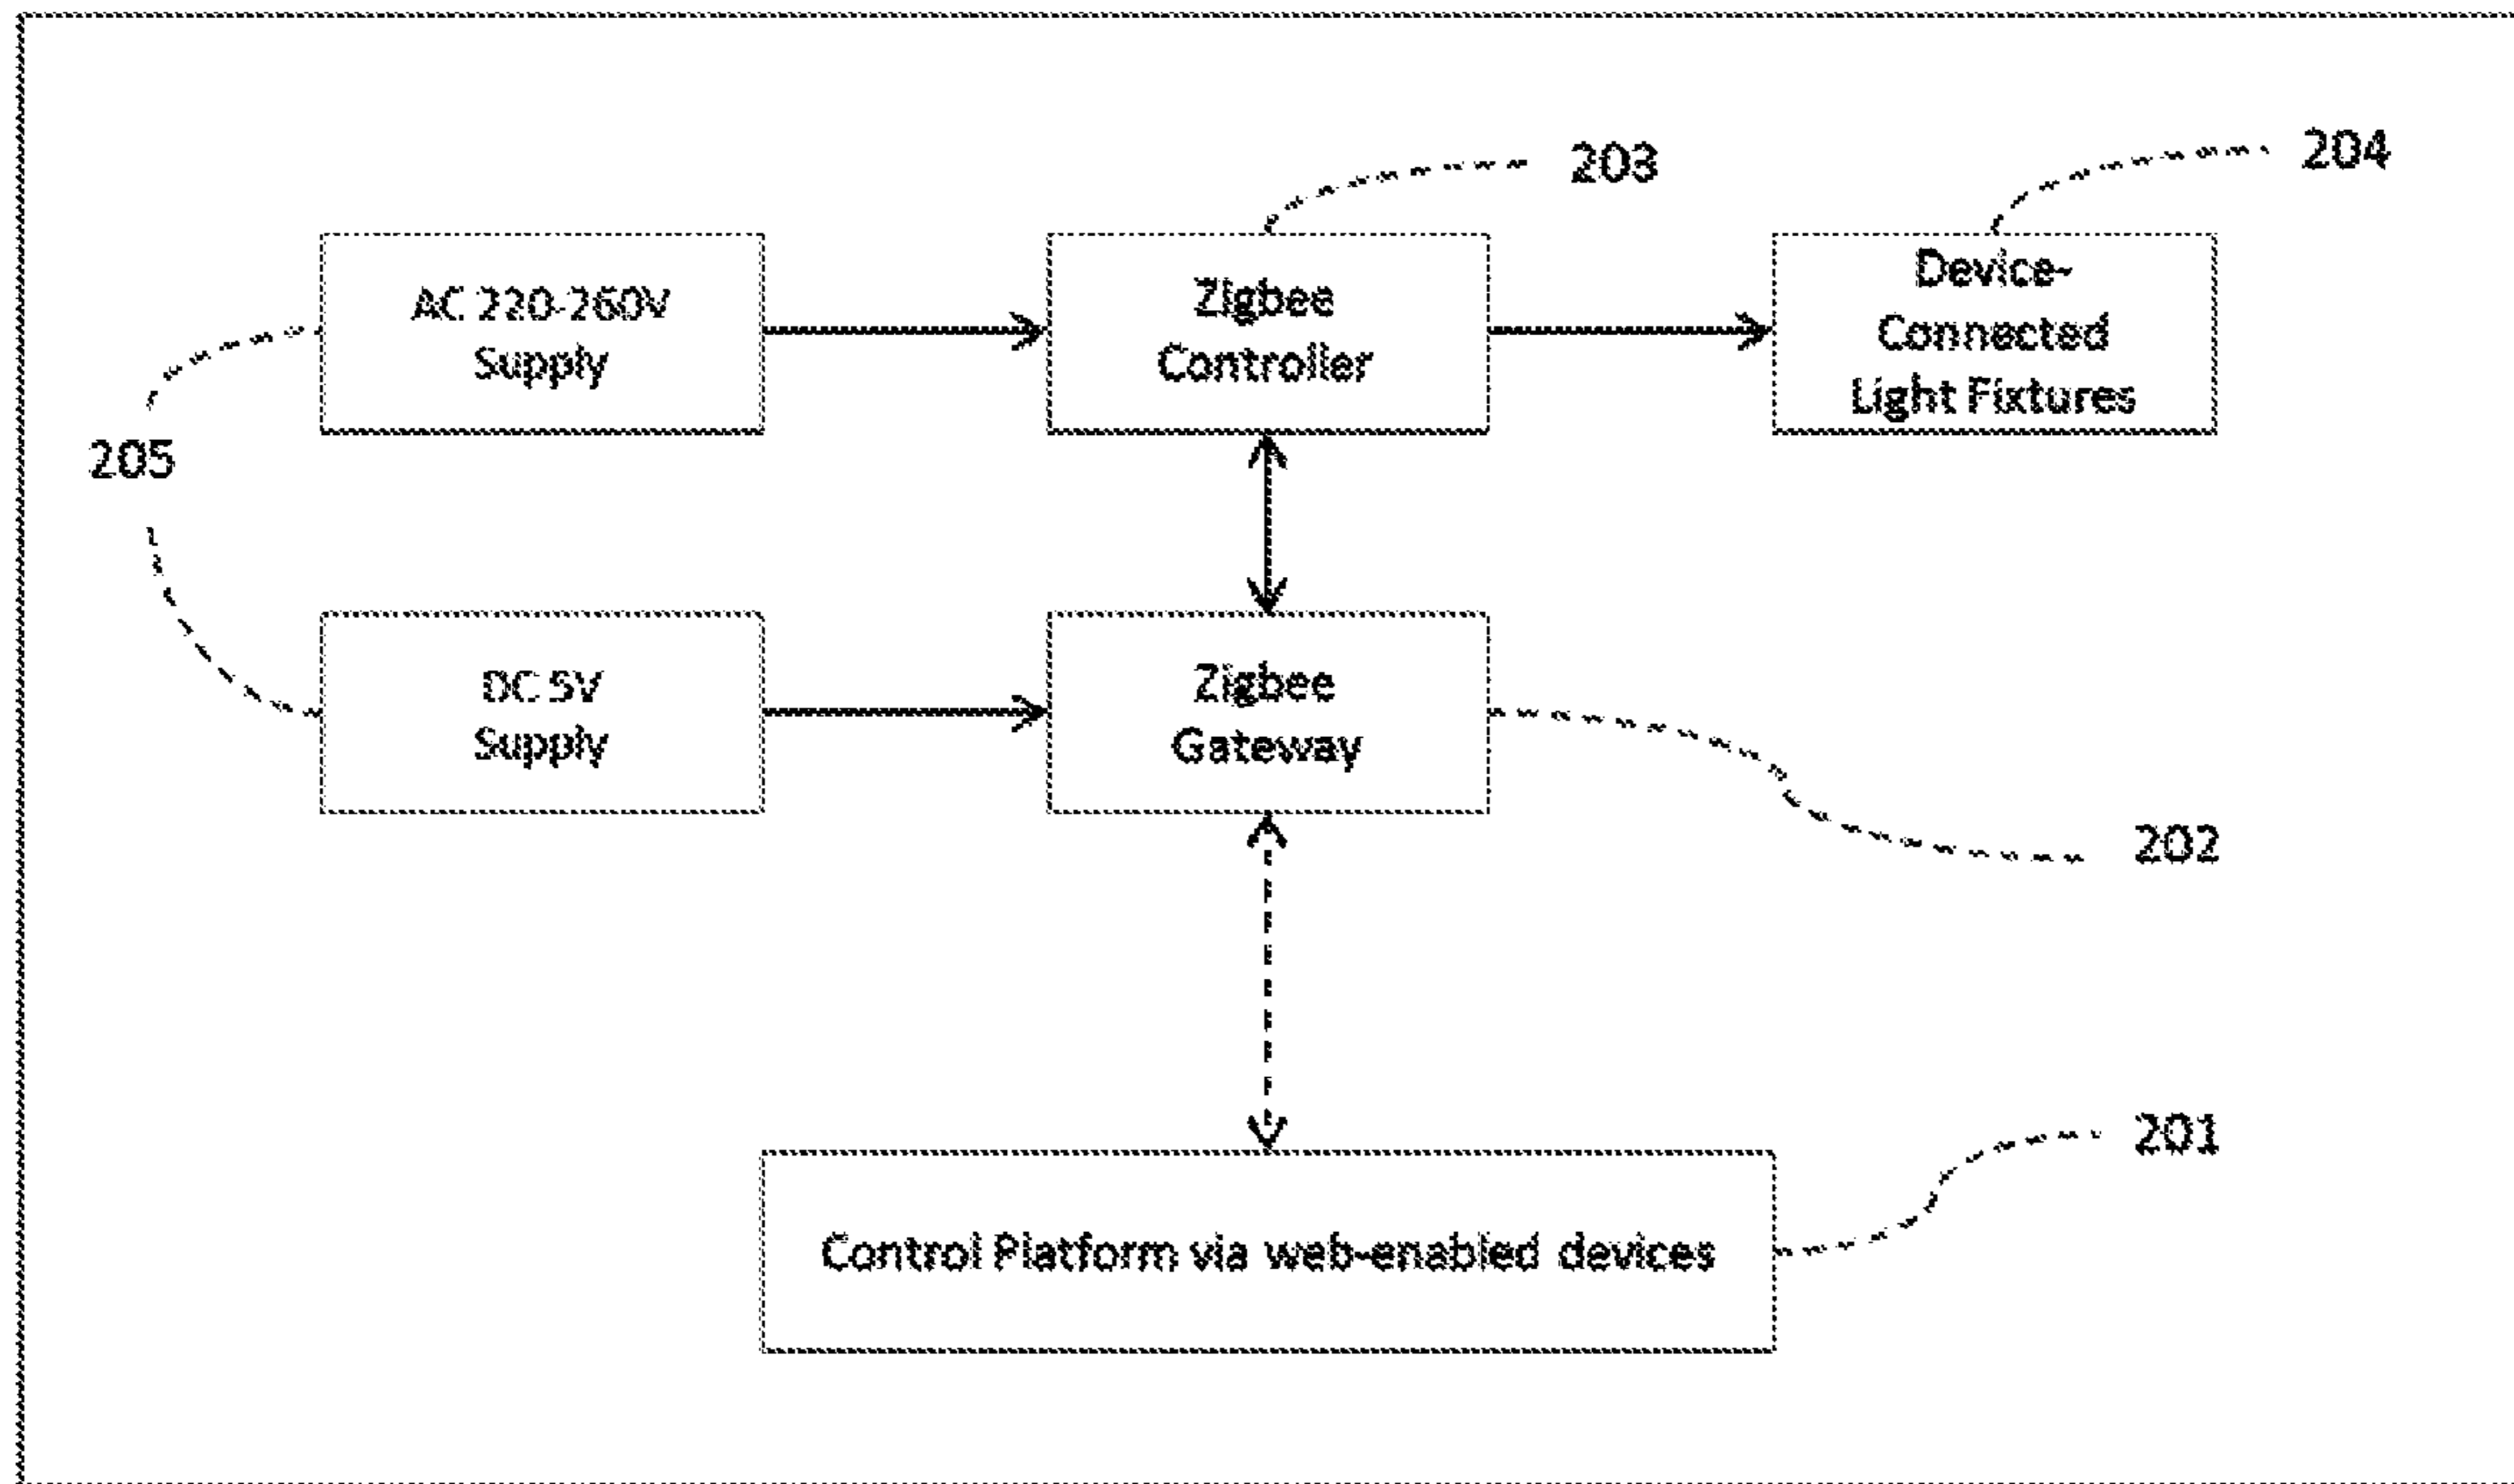 203
204
AC 220-260V
Supply
Zigbee
Controller
Device-
Connected
Light Fixtures
205
DC 5V
Supply
Zigbee
Gateway
202
201
Control Platform via web-enabled devices